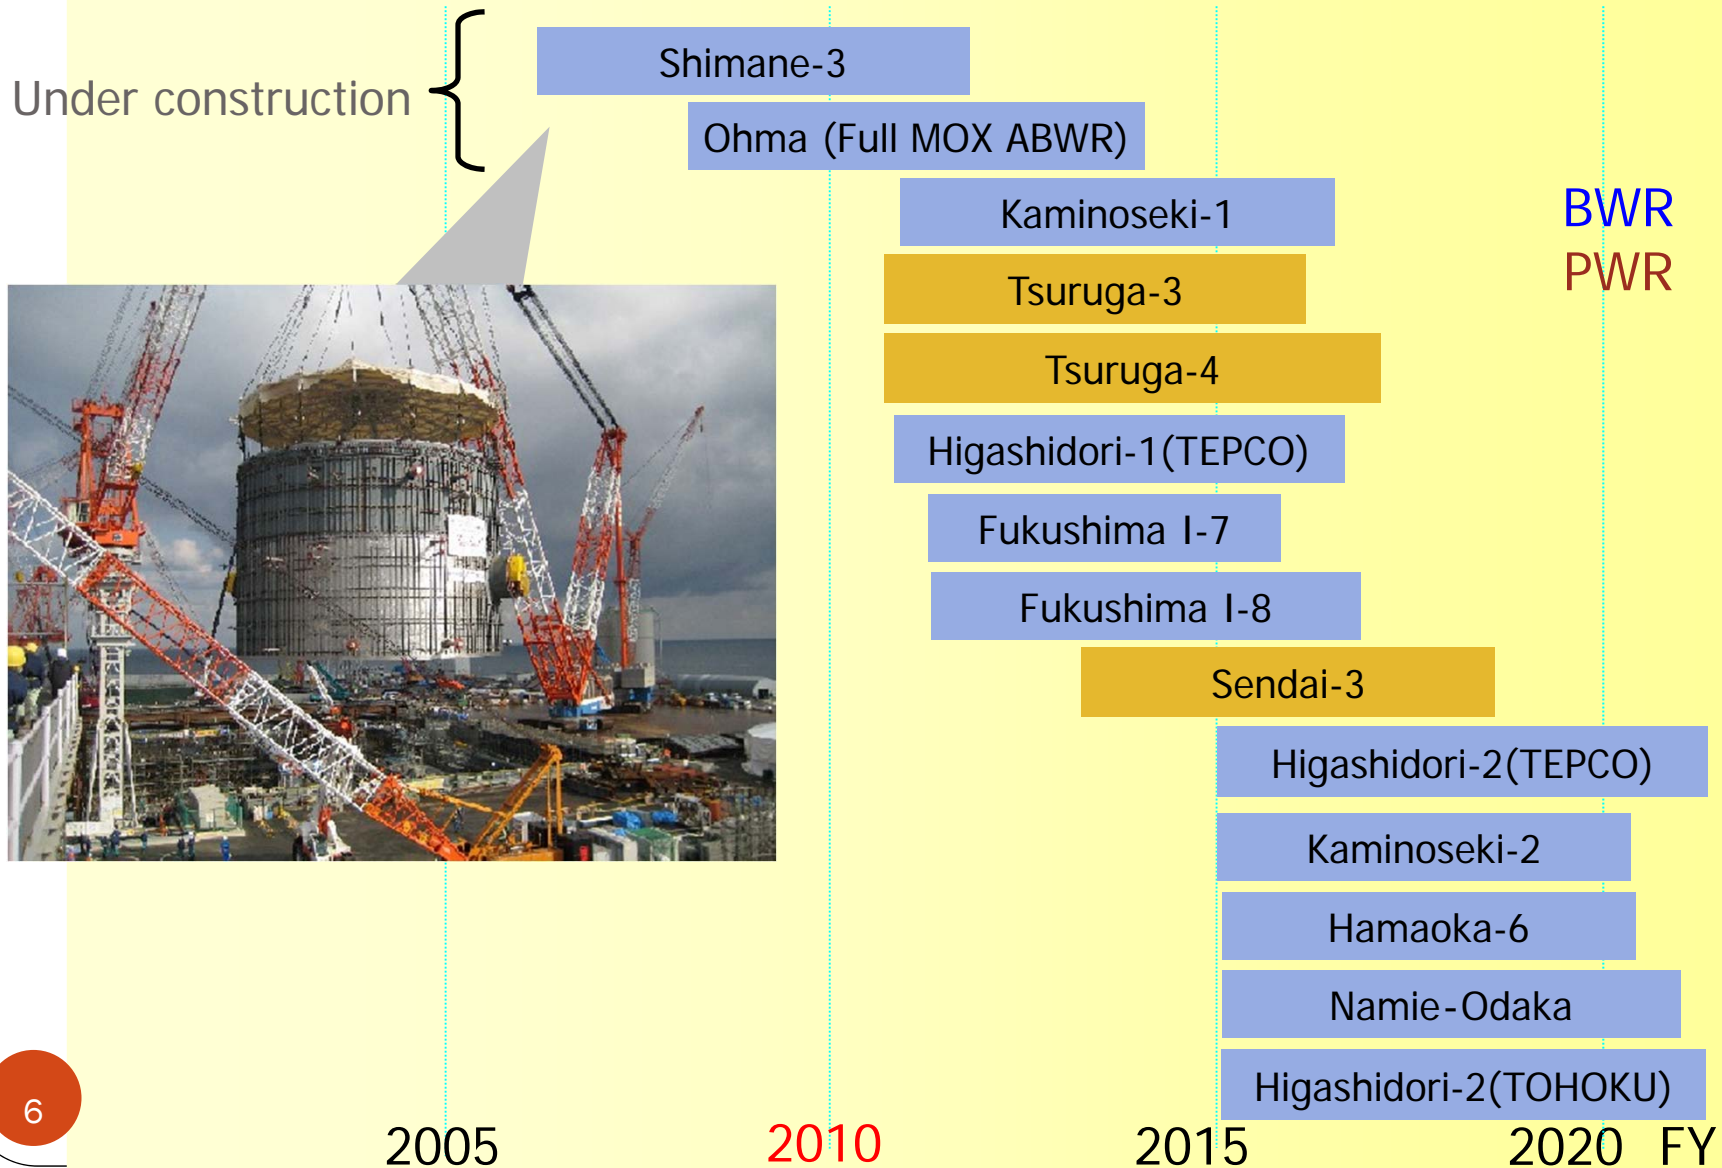 Under construction
Shimane-3
Ohma (Full MOX ABWR)
Kaminoseki-1
BWR
PWR
Tsuruga-3
Tsuruga-4
Higashidori-1(TEPCO)
Fukushima I-7
Fukushima I-8
Sendai-3
Higashidori-2(TEPCO)
Kaminoseki-2
Hamaoka-6
Namie-Odaka
Higashidori-2(TOHOKU)
6
2005 2010 2015 2020 FY